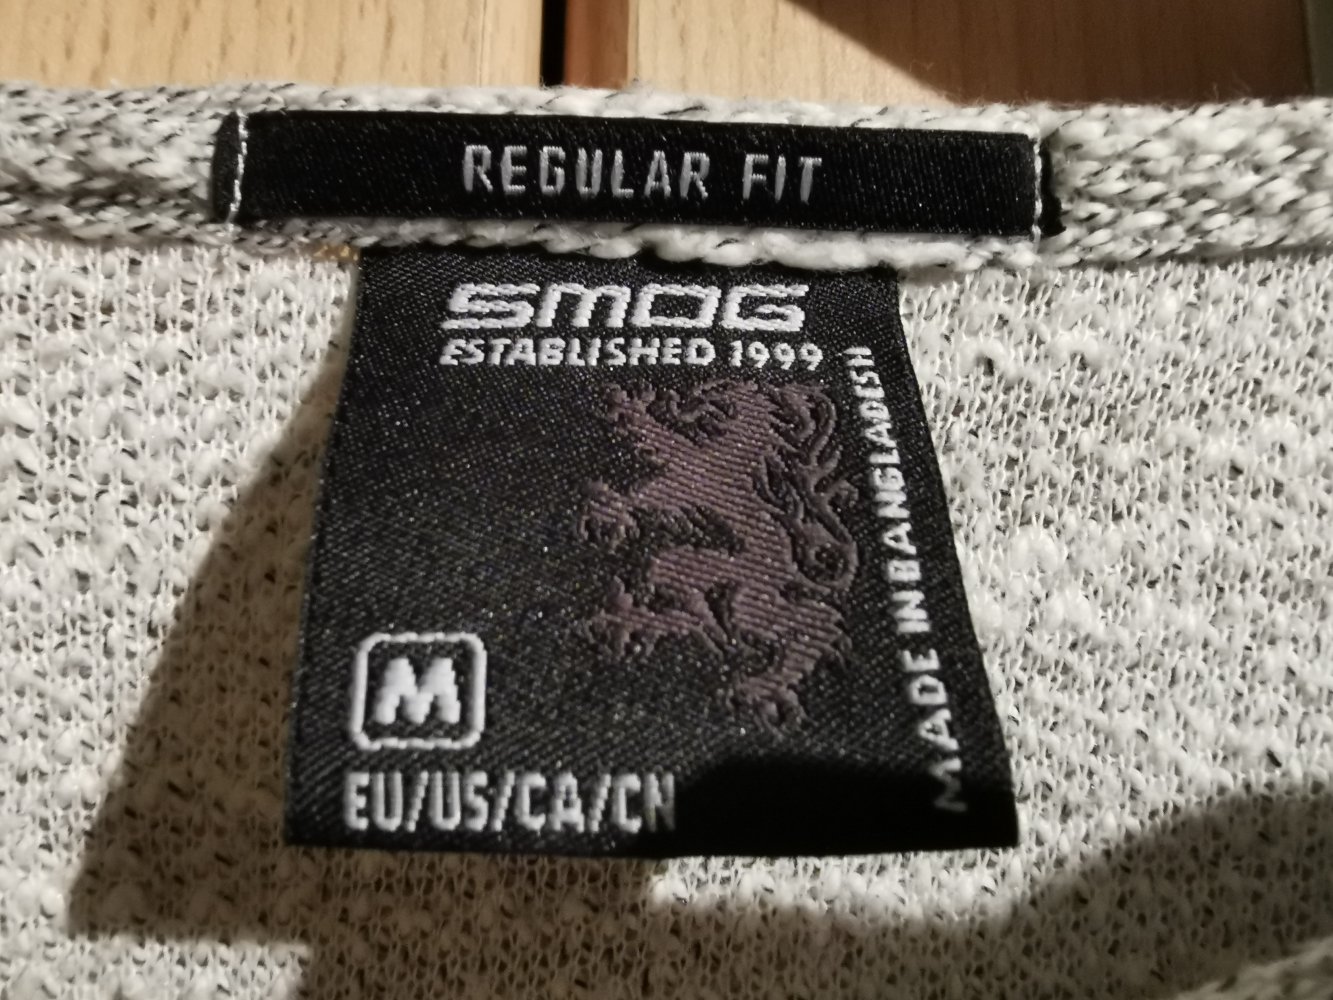 REGULAR FIT
SMOG
ESTABLISHED 1999
MADE IN BANGLADESH
M
EU/US/CA/CN